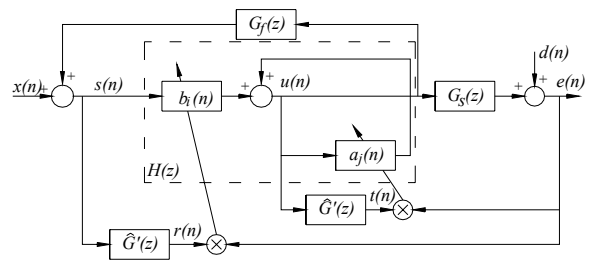 G_f(z)
x(n) s(n) b_i(n) u(n) G_s(z) d(n) e(n)
+ + + + + +
H(z) a_j(n)
Ĝ'(z) t(n)
Ĝ'(z) r(n)